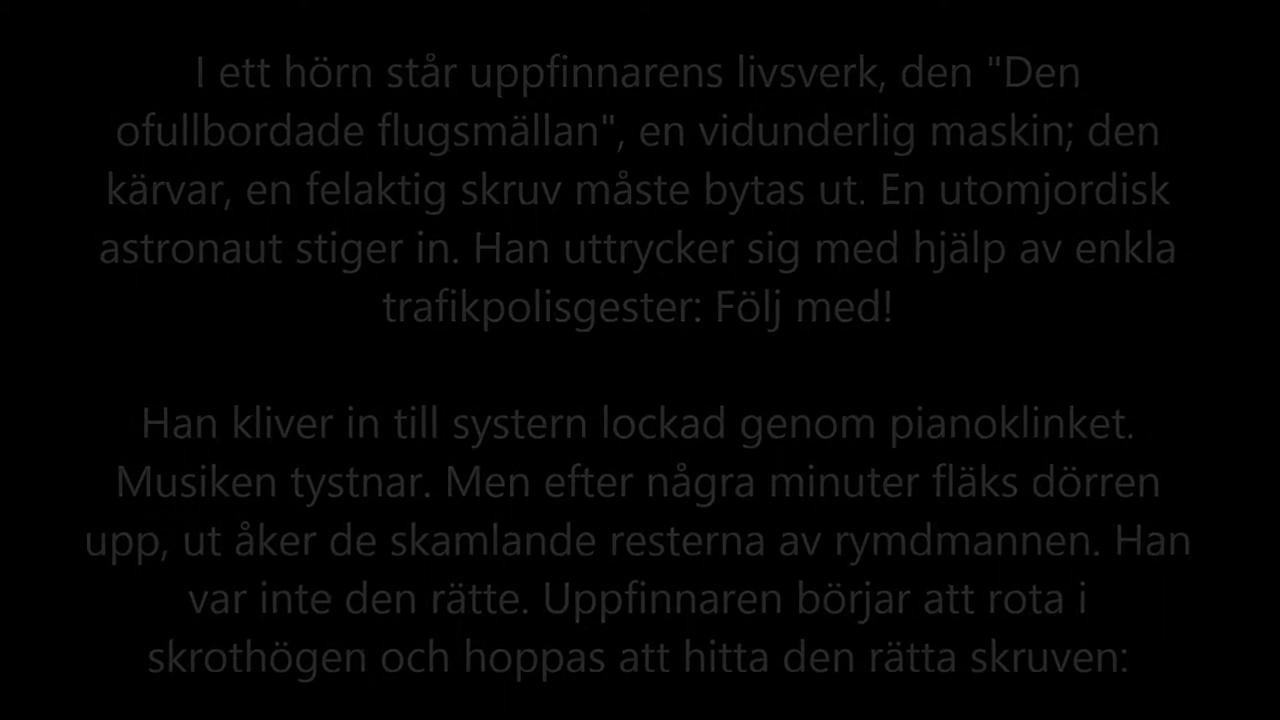 I ett hörn står uppfinnarens livsverk, den "Den
ofullbordade flugsmällan", en vidunderlig maskin; den
kärvar, en felaktig skruv måste bytas ut. En utomjordisk
astronaut stiger in. Han uttrycker sig med hjälp av enkla
trafikpolisgester: Följ med!
Han kliver in till systern lockad genom pianoklinket.
Musiken tystnar. Men efter några minuter fläks dörren
upp, ut åker de skamlande resterna av rymdmannen. Han
var inte den rätte. Uppfinnaren börjar att rota i
skrothögen och hoppas att hitta den rätta skruven: